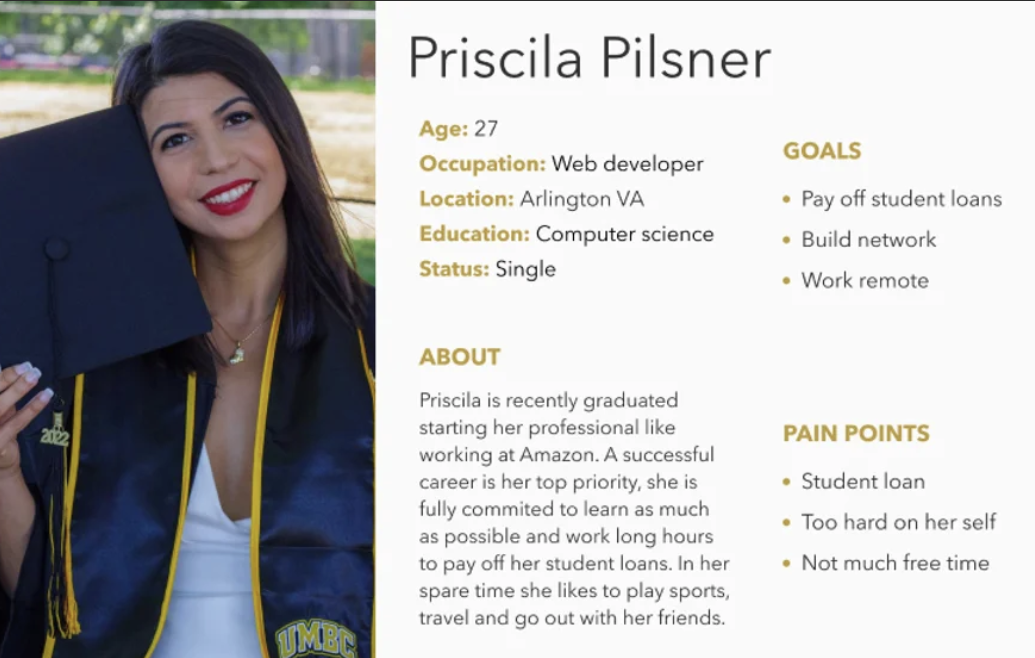 Priscila Pilsner
Age: 27
Occupation: Web developer
Location: Arlington VA
Education: Computer science
Status: Single
GOALS
• Pay off student loans
• Build network
• Work remote
ABOUT
Priscila is recently graduated
starting her professional like
working at Amazon. A successful
career is her top priority, she is
fully commited to learn as much
as possible and work long hours
to pay off her student loans. In her
spare time she likes to play sports,
travel and go out with her friends.
PAIN POINTS
• Student loan
• Too hard on her self
• Not much free time
2022
UMBC